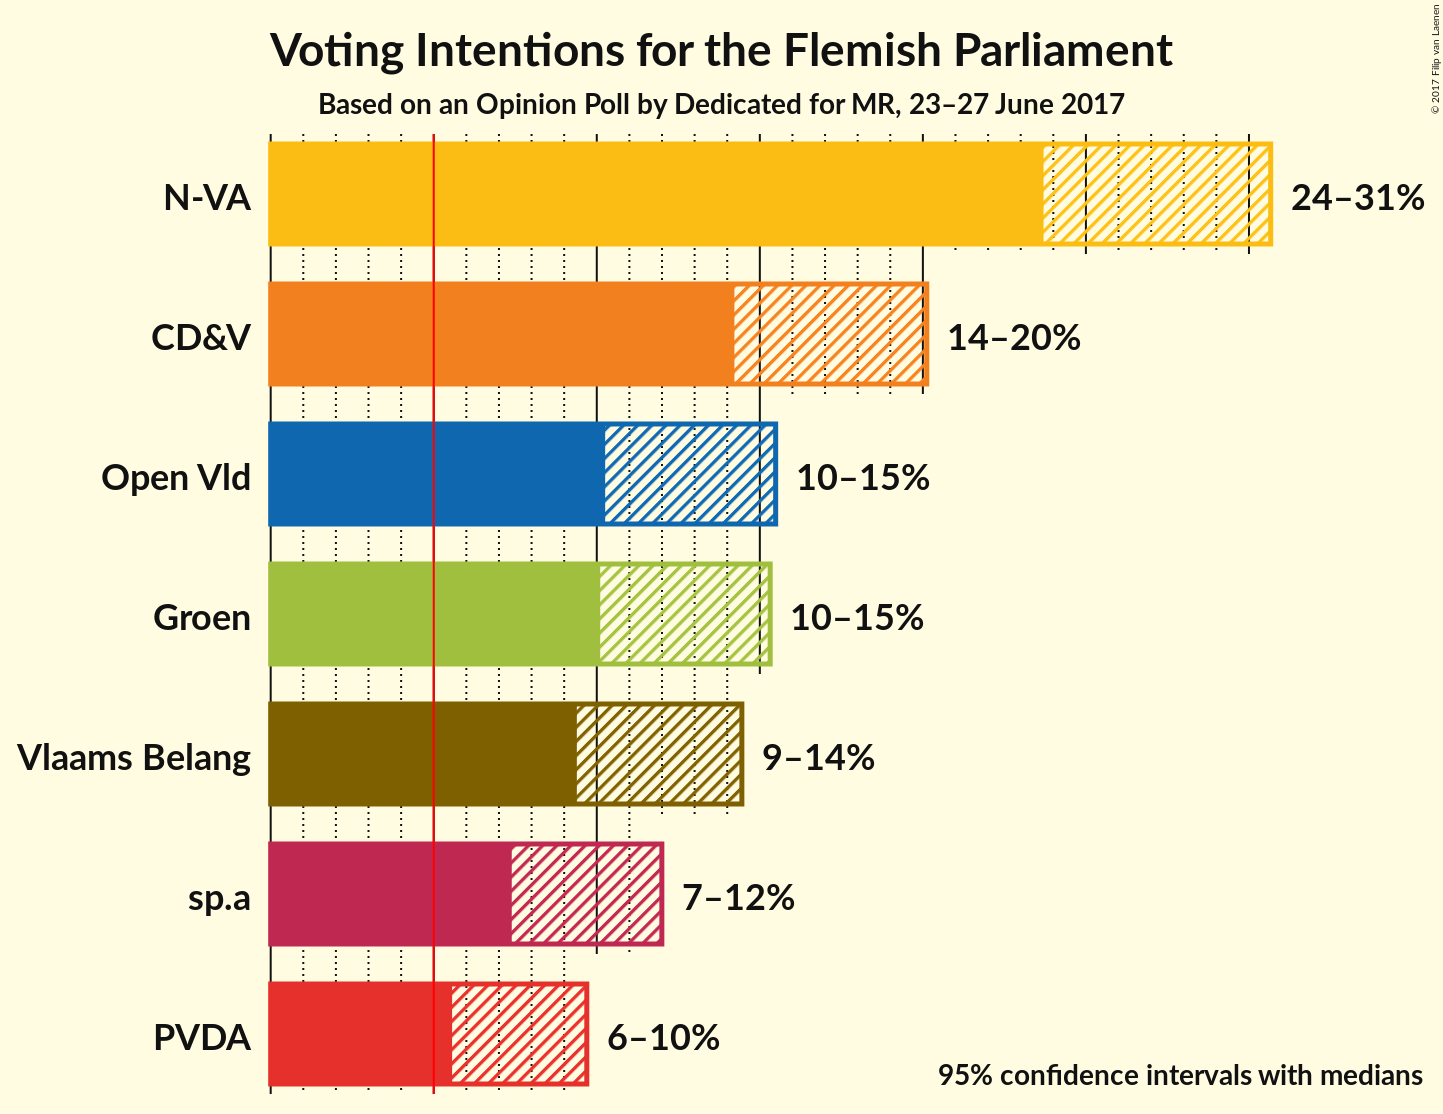 Voting Intentions for the Flemish Parliament
Based on an Opinion Poll by Dedicated for MR, 23–27 June 2017
© 2017 Filip van Laenen
N-VA
24–31%
CD&V
14–20%
Open Vld
10–15%
Groen
10–15%
Vlaams Belang
9–14%
sp.a
7–12%
PVDA
6–10%
95% confidence intervals with medians